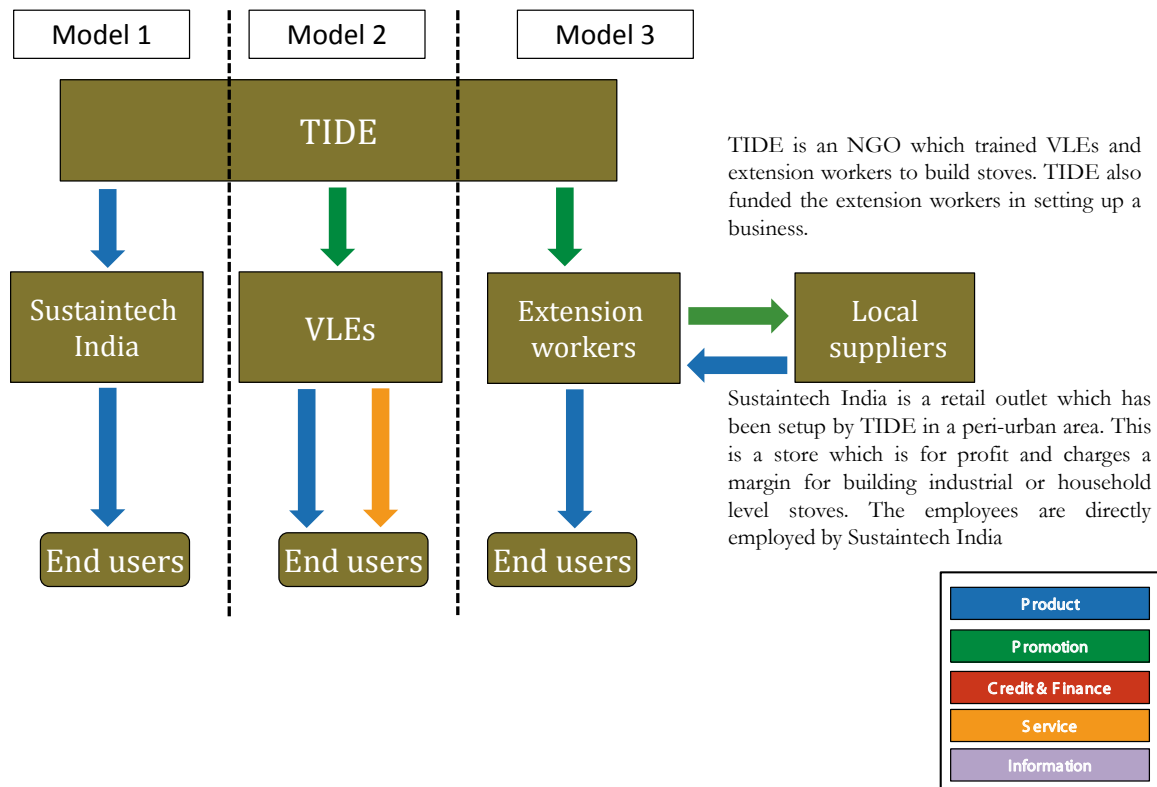 Model 1
Model 2
Model 3
TIDE
TIDE is an NGO which trained VLEs and
extension workers to build stoves. TIDE also
funded the extension workers in setting up a
business.
Sustaintech
India
VLEs
Extension
workers
Local
suppliers
Sustaintech India is a retail outlet which has
been setup by TIDE in a peri-urban area. This
is a store which is for profit and charges a
margin for building industrial or household
level stoves. The employees are directly
employed by Sustaintech India
End users
End users
End users
Product
Promotion
Credit & Finance
Service
Information